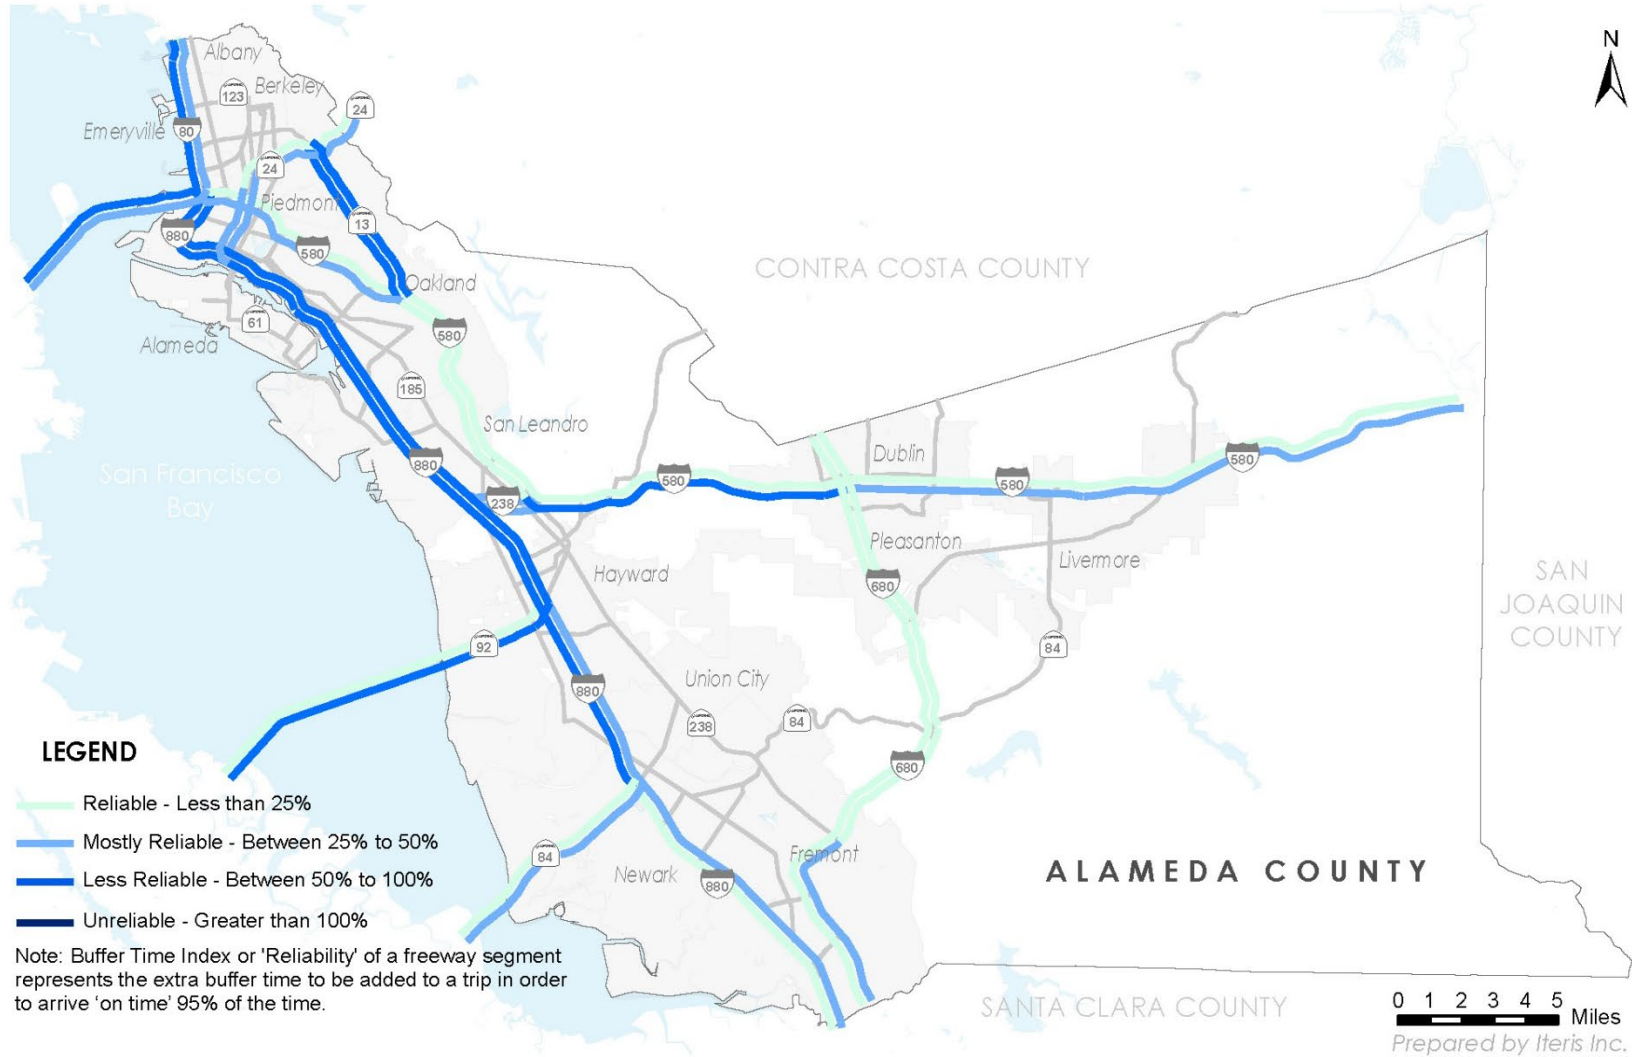 N
Albany
123
Berkeley
24
Emeryville
80
24
Piedmont
880
13
580
Oakland
CONTRA COSTA COUNTY
61
580
Alameda
185
San Leandro
Dublin
880
580
580
580
San Francisco
Bay
238
Pleasanton
Livermore
Hayward
680
SAN
JOAQUIN
COUNTY
92
84
Union City
880
238
84
680
LEGEND
Reliable - Less than 25%
Mostly Reliable - Between 25% to 50%
Less Reliable - Between 50% to 100%
Unreliable - Greater than 100%
84
Newark
880
Fremont
ALAMEDA COUNTY
Note: Buffer Time Index or 'Reliability' of a freeway segment
represents the extra buffer time to be added to a trip in order
to arrive ‘on time’ 95% of the time.
SANTA CLARA COUNTY
0 1 2 3 4 5
Miles
Prepared by Iteris Inc.